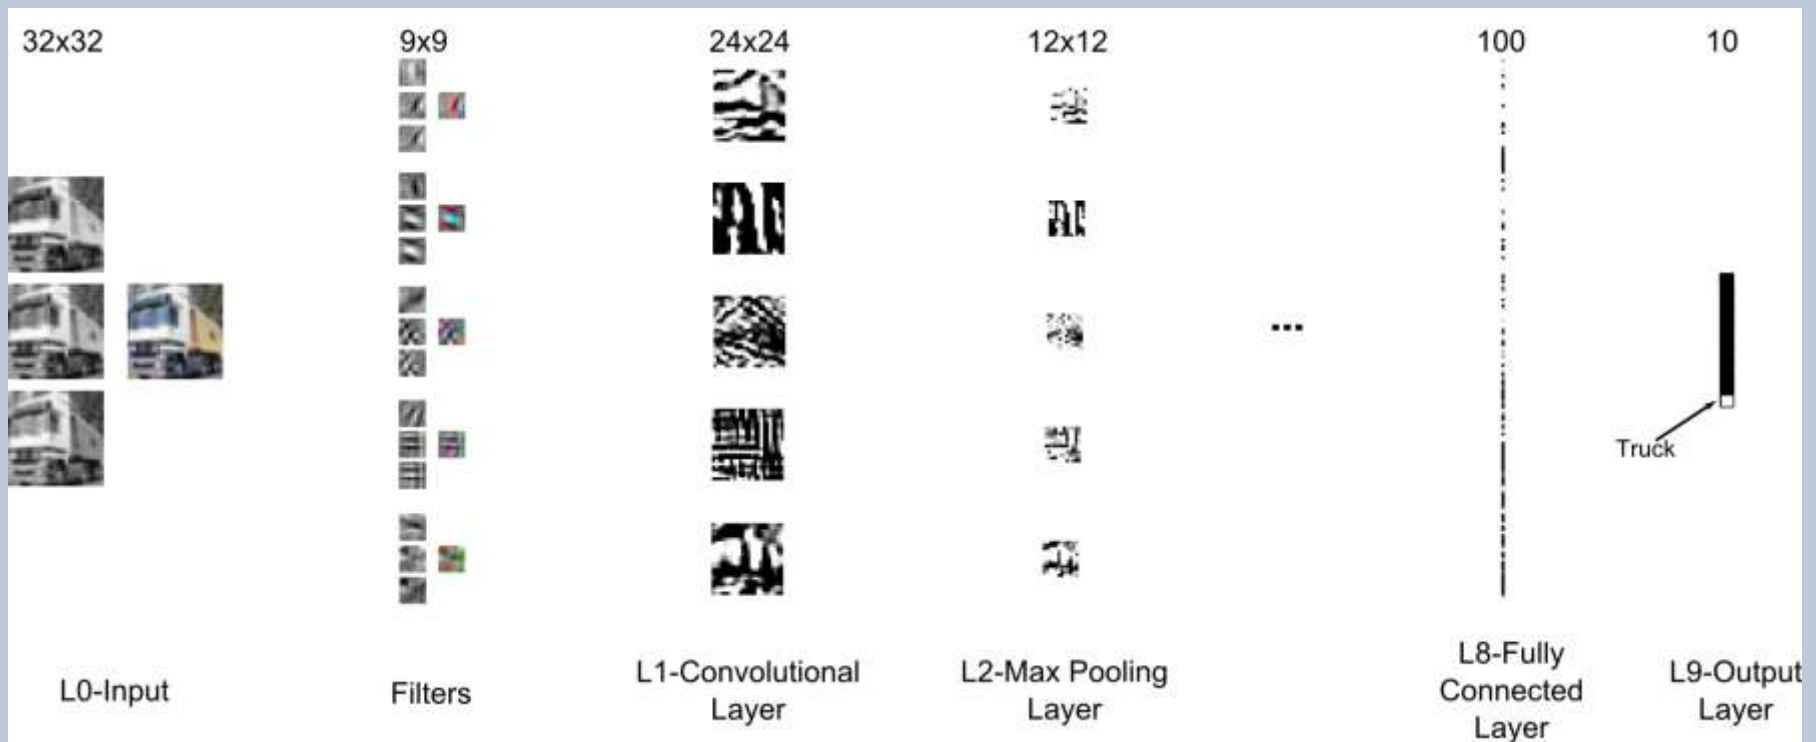 32x32
9x9
24x24
12x12
100
10
...
Truck
L0-Input
Filters
L1-Convolutional
Layer
L2-Max Pooling
Layer
L8-Fully
Connected
Layer
L9-Output
Layer